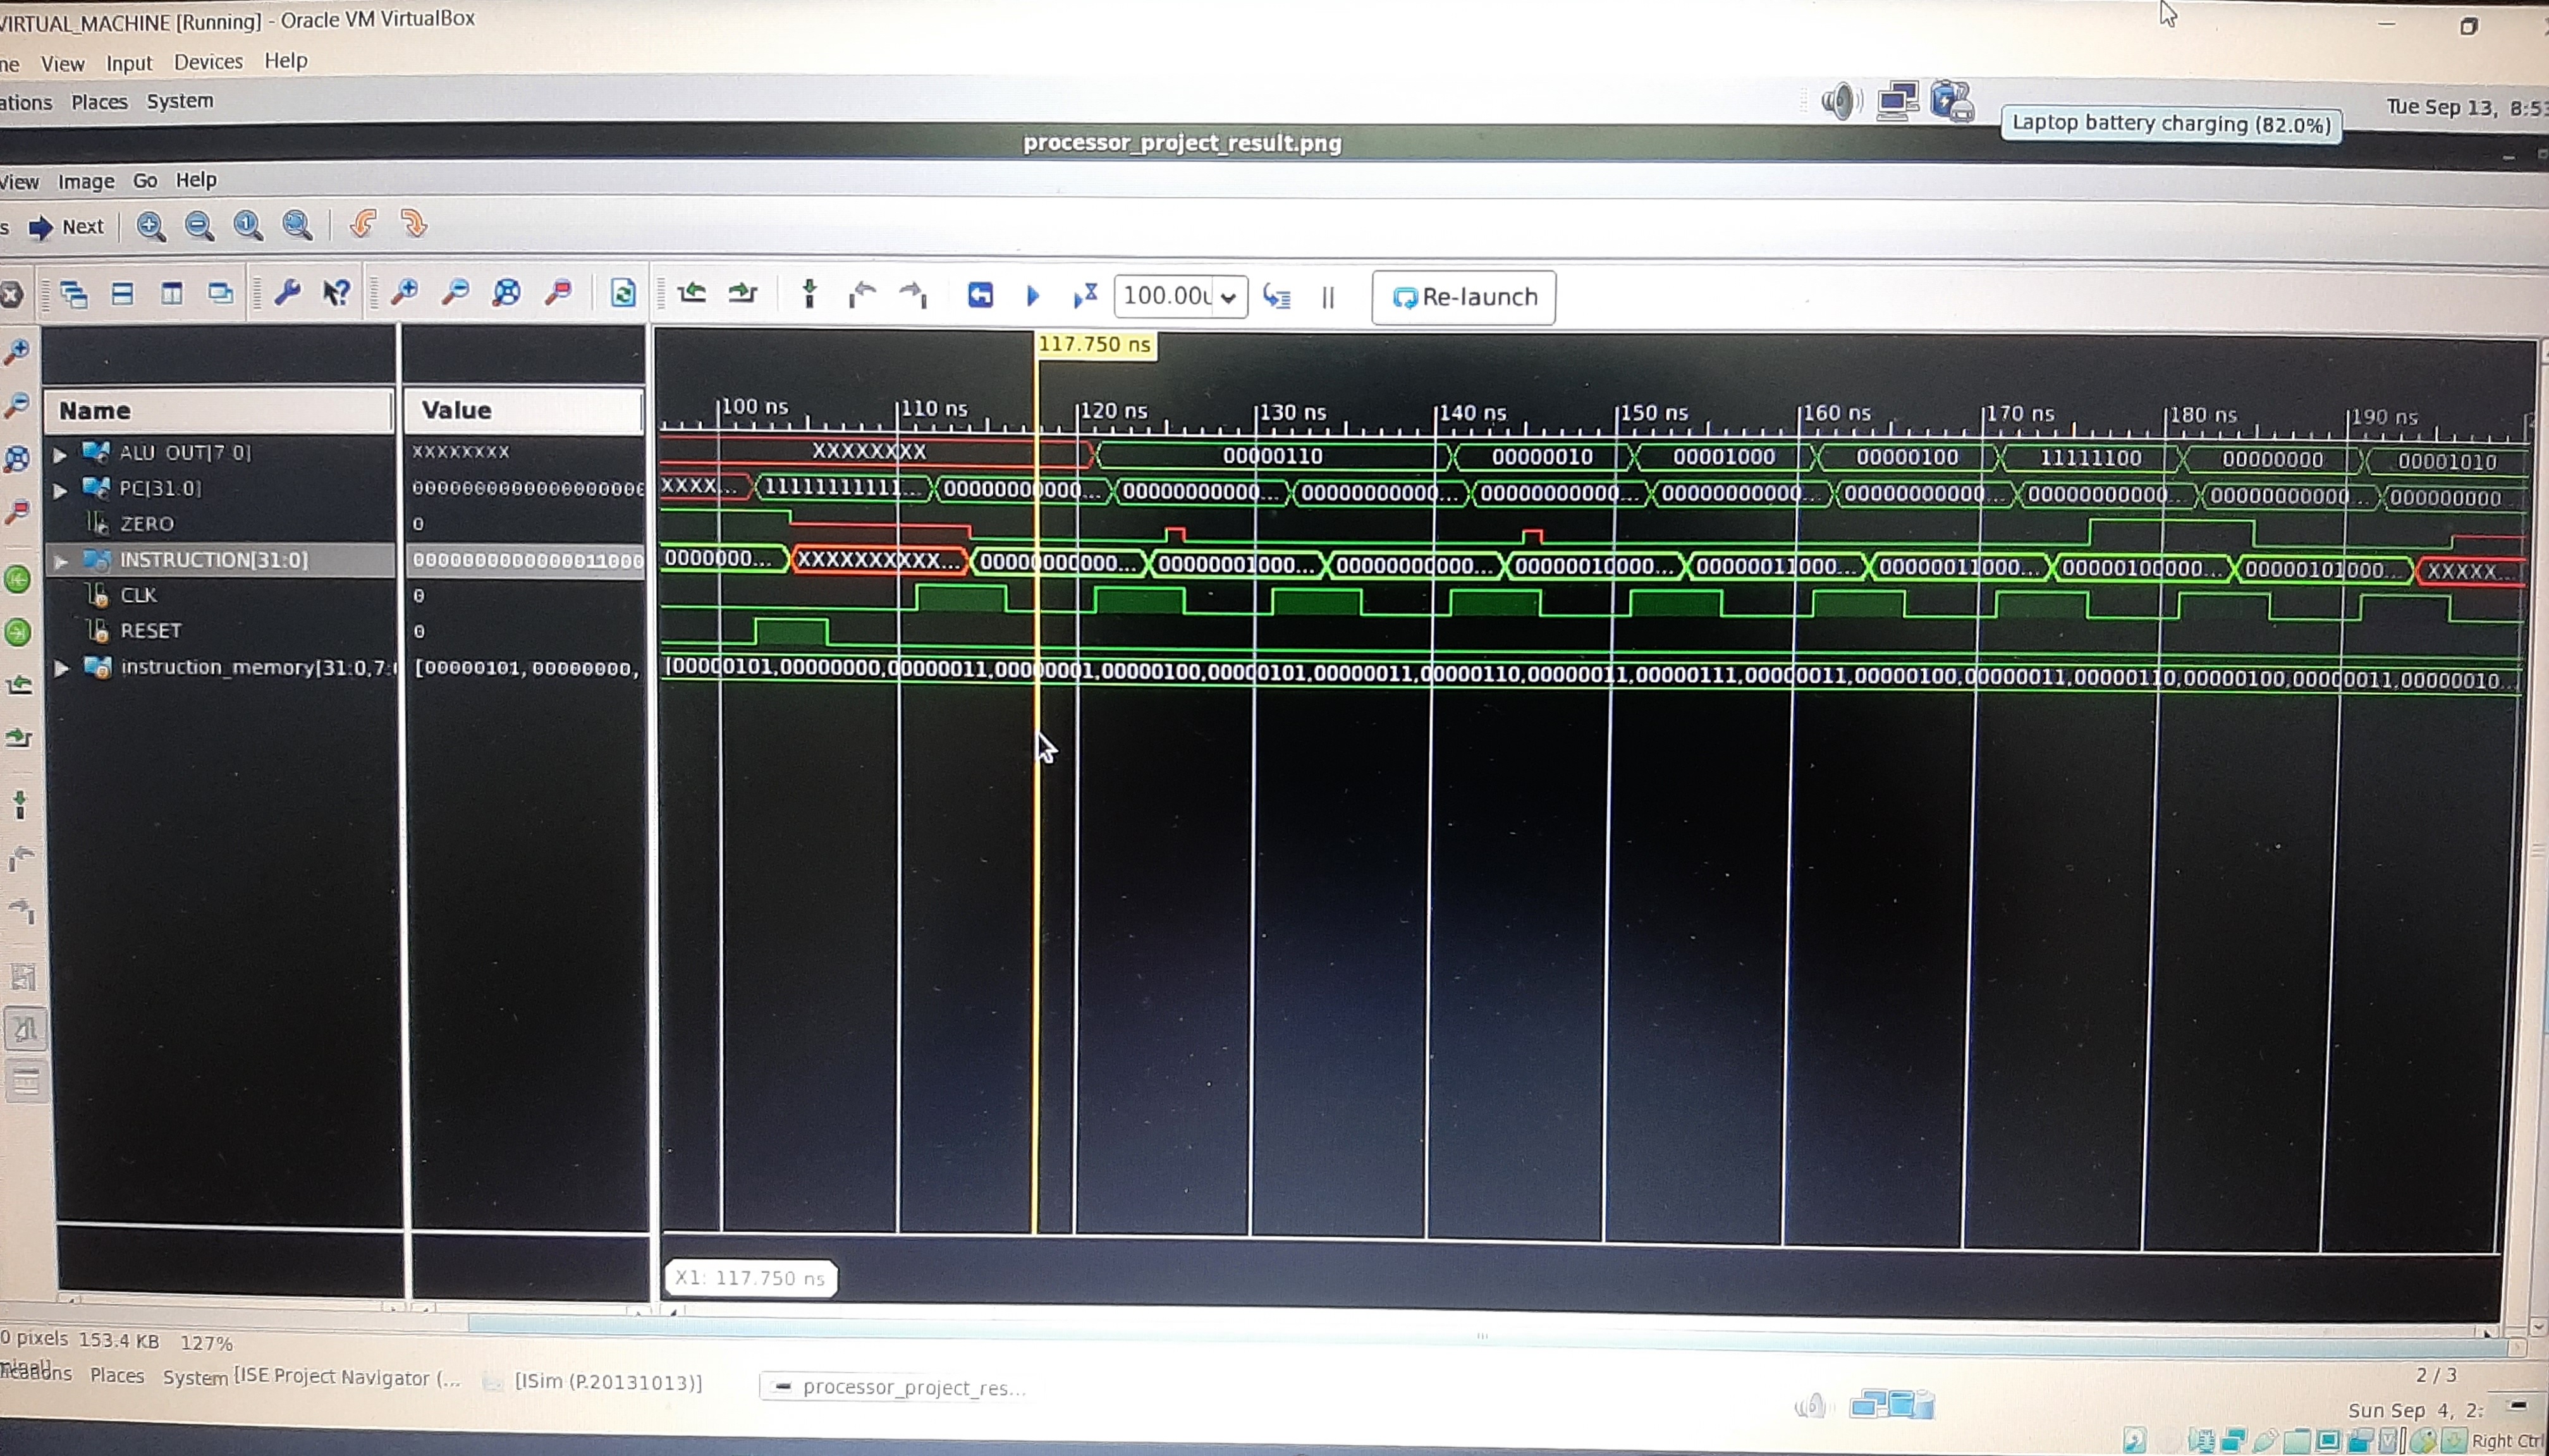 VIRTUAL_MACHINE [Running] - Oracle VM VirtualBox
ne View Input Devices Help
ations Places System
Laptop battery charging (82.0%)
Tue Sep 13, 8:53
processor_project_result.png
View Image Go Help
s Next
100.00u
Re-launch
117.750 ns
Name
Value
100 ns 110 ns 120 ns 130 ns 140 ns 150 ns 160 ns 170 ns 180 ns 190 ns
ALU OUT[7 0] XXXXXXXX XXXXXXXX 00000110 00000010 00001000 00000100 11111100 00000000 00001010
PC[31:0] 0000000000000000000 XXXX... 11111111111... 00000000000... 00000000000... 00000000000... 00000000000... 00000000000... 00000000000... 00000000000... 00000000000... 000000000
ZERO 0
INSTRUCTION[31:0] 0000000000000011000 0000000... XXXXXXXXXX... 00000000000... 00000001000... 00000000000... 00000010000... 00000011000... 00000011000... 00000100000... 00000101000... XXXXX...
CLK 0
RESET 0
instruction_memory[31:0,7: [00000101,00000000, [00000101,00000000,00000011,00000001,00000100,00000101,00000011,00000110,00000011,00000111,00000011,00000100,00000011,00000110,00000100,00000011,00000010...
X1: 117.750 ns
0 pixels 153.4 KB 127%
2 / 3
Places System [ISE Project Navigator (... [ISim (P.20131013)] processor_project_res...
Sun Sep 4, 2:
Right Ctrl